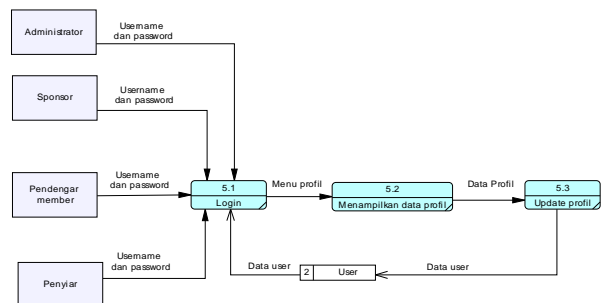 Administrator
Username
dan password
Sponsor
Username
dan password
Pendengar
member
Username
dan password
5.1
Login
Menu profil
5.2
Menampilkan data profil
Data Profil
5.3
Update profil
Penyiar
Username
dan password
Data user
2 User
Data user